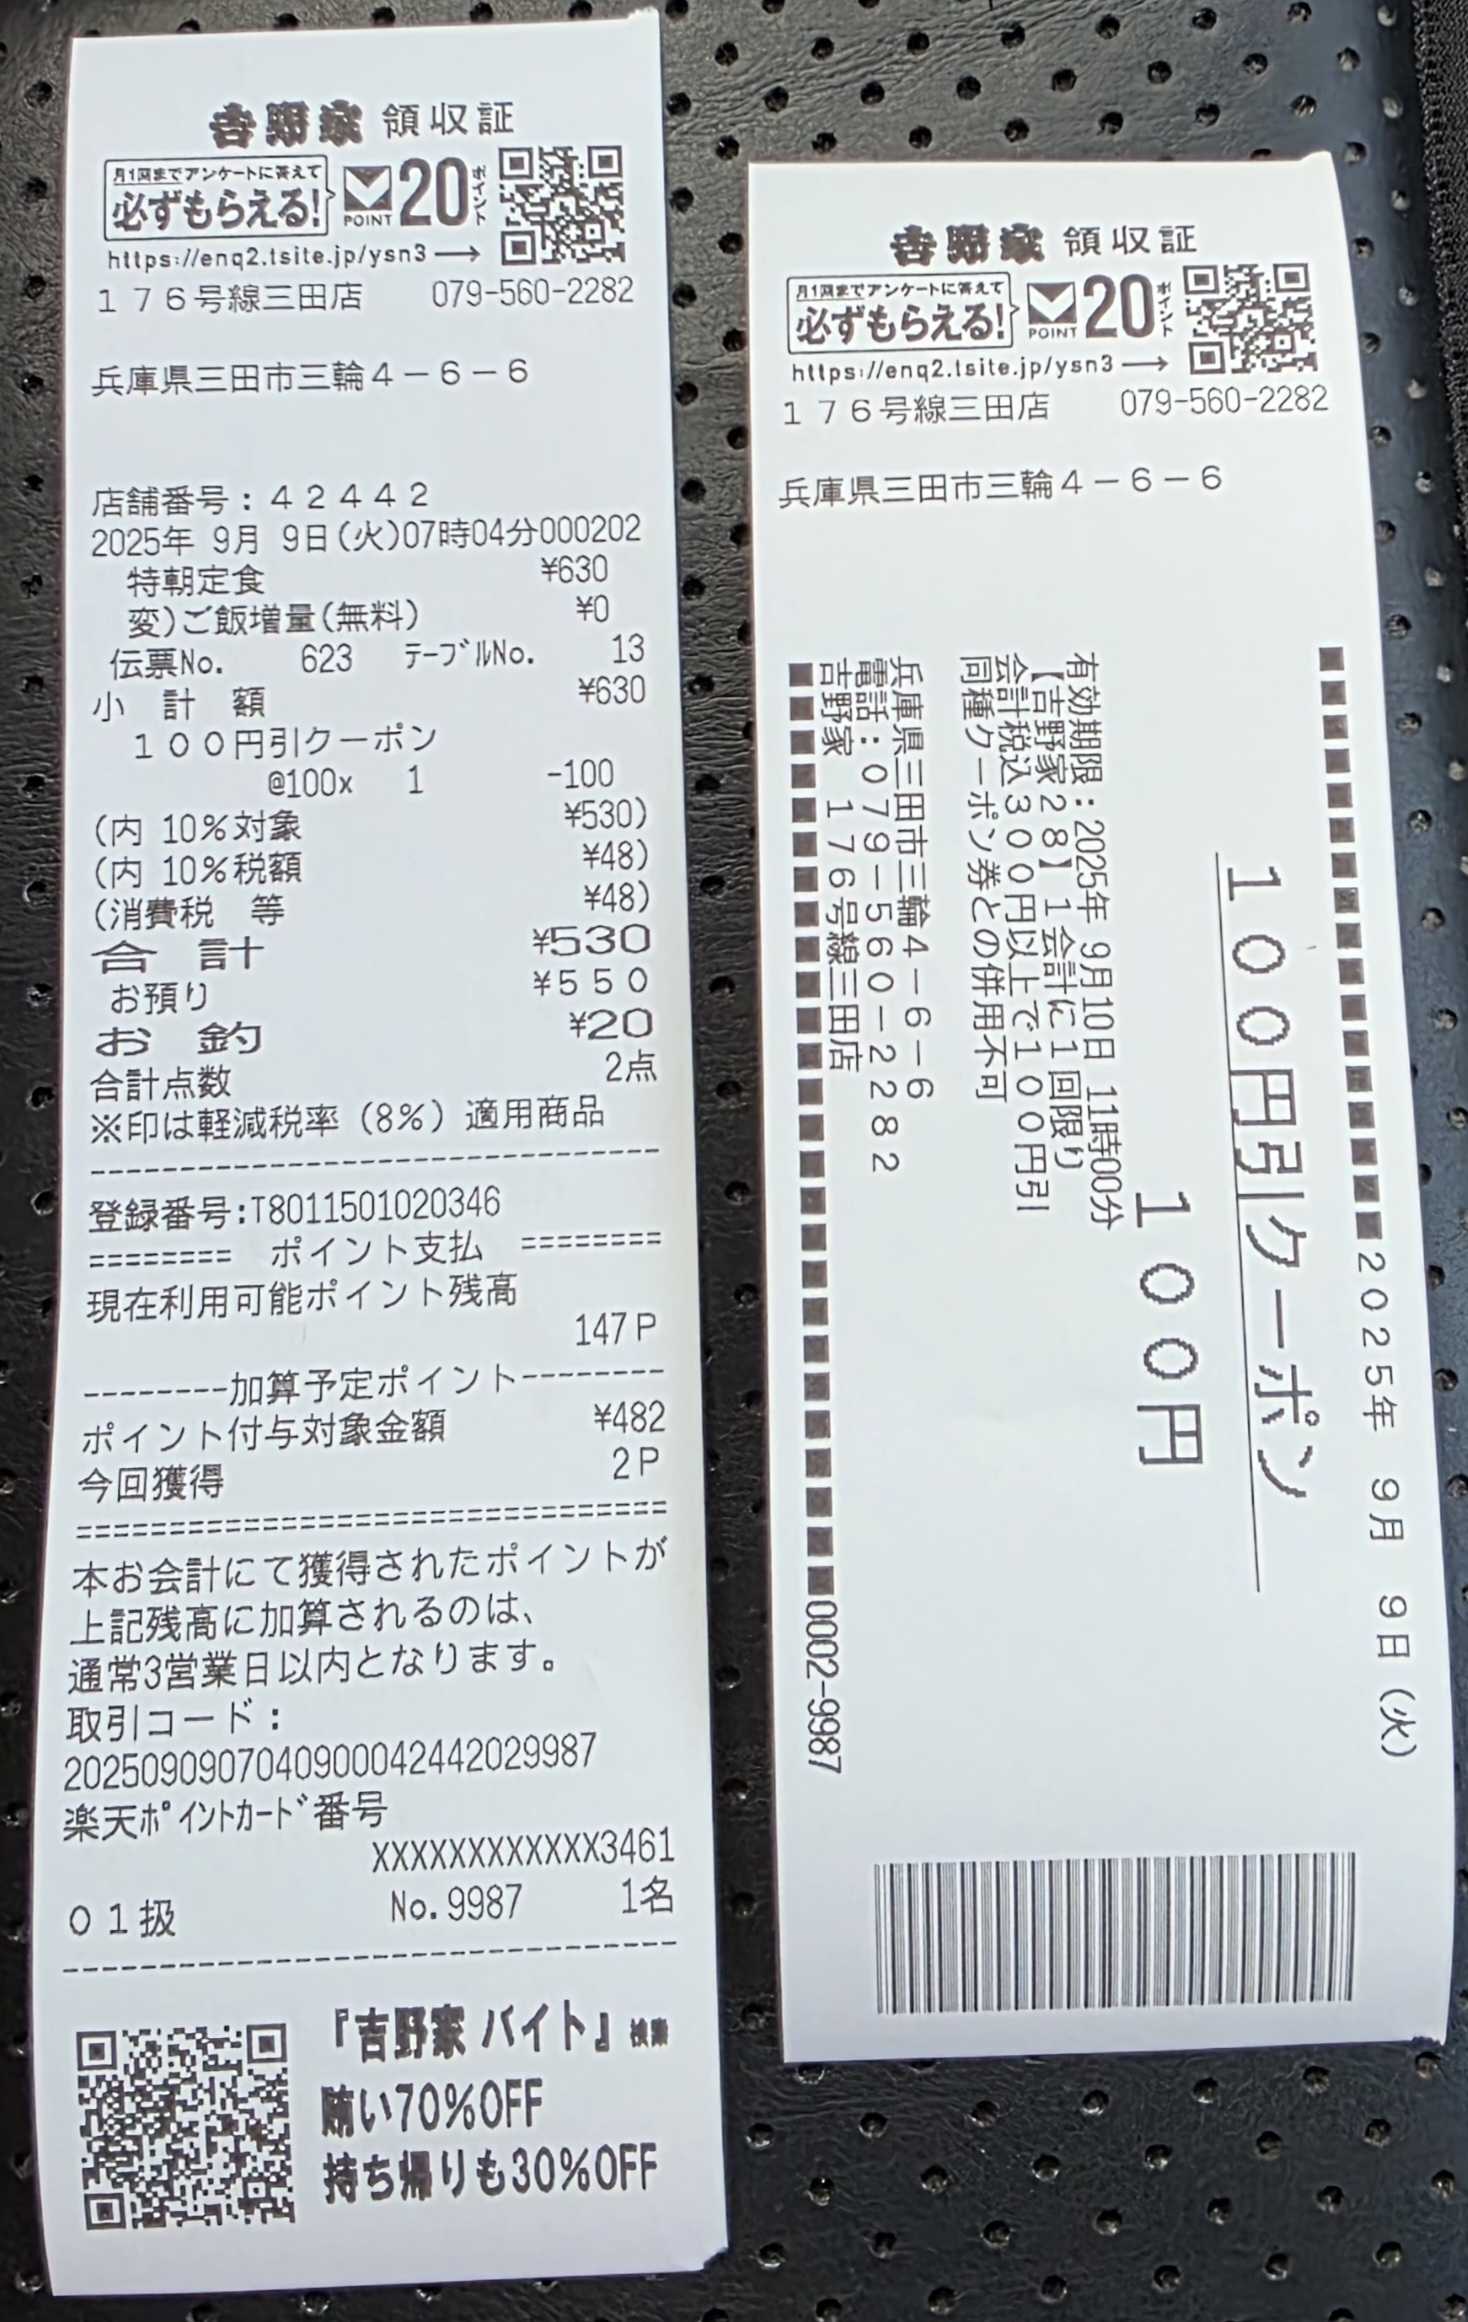 吉野家 領収証
月1回までアンケートに答えて
必ずもらえる!
POINT 20 ポイント
https://enq2.tsite.jp/ysn3→
176号線三田店 079-560-2282
兵庫県三田市三輪4-6-6
店舗番号:42442
2025年 9月 9日(火)07時04分000202
特朝定食 ¥630
変)ご飯増量(無料) ¥0
伝票No. 623 テーブルNo. 13
小 計 額 ¥630
100円引クーポン
@100x 1 -100
(内 10%対象 ¥530)
(内 10%税額 ¥48)
(消費税 等 ¥48)
合 計 ¥530
お預り ¥550
お 釣 ¥20
合計点数 2点
※印は軽減税率(8%)適用商品
--------------------------------
登録番号:T8011501020346
======== ポイント支払 ========
現在利用可能ポイント残高
147P
--------加算予定ポイント--------
ポイント付与対象金額 ¥482
今回獲得 2P
================================
本お会計にて獲得されたポイントが
上記残高に加算されるのは、
通常3営業日以内となります。
取引コード:
2025090907040900042442029987
楽天ポイントカード番号
XXXXXXXXXXXX3461
01扱 No.9987 1名
--------------------------------
『吉野家 バイト』検索
賄い70%OFF
持ち帰りも30%OFF
吉野家 領収証
月1回までアンケートに答えて
必ずもらえる!
POINT 20 ポイント
https://enq2.tsite.jp/ysn3→
176号線三田店 079-560-2282
兵庫県三田市三輪4-6-6
■■■■■■■■■■■■■■■■■2025年 9月 9日(火)
100円引クーポン
100円
有効期限:2025年 9月10日 11時00分
【吉野家28】1会計に1回限り
会計税込300円以上で100円引
同種クーポン券との併用不可
兵庫県三田市三輪4-6-6
電話:079-560-2282
吉野家 176号線三田店
■■■■■■■■■■■■■■■■■■■■■■■■■■0002-9987